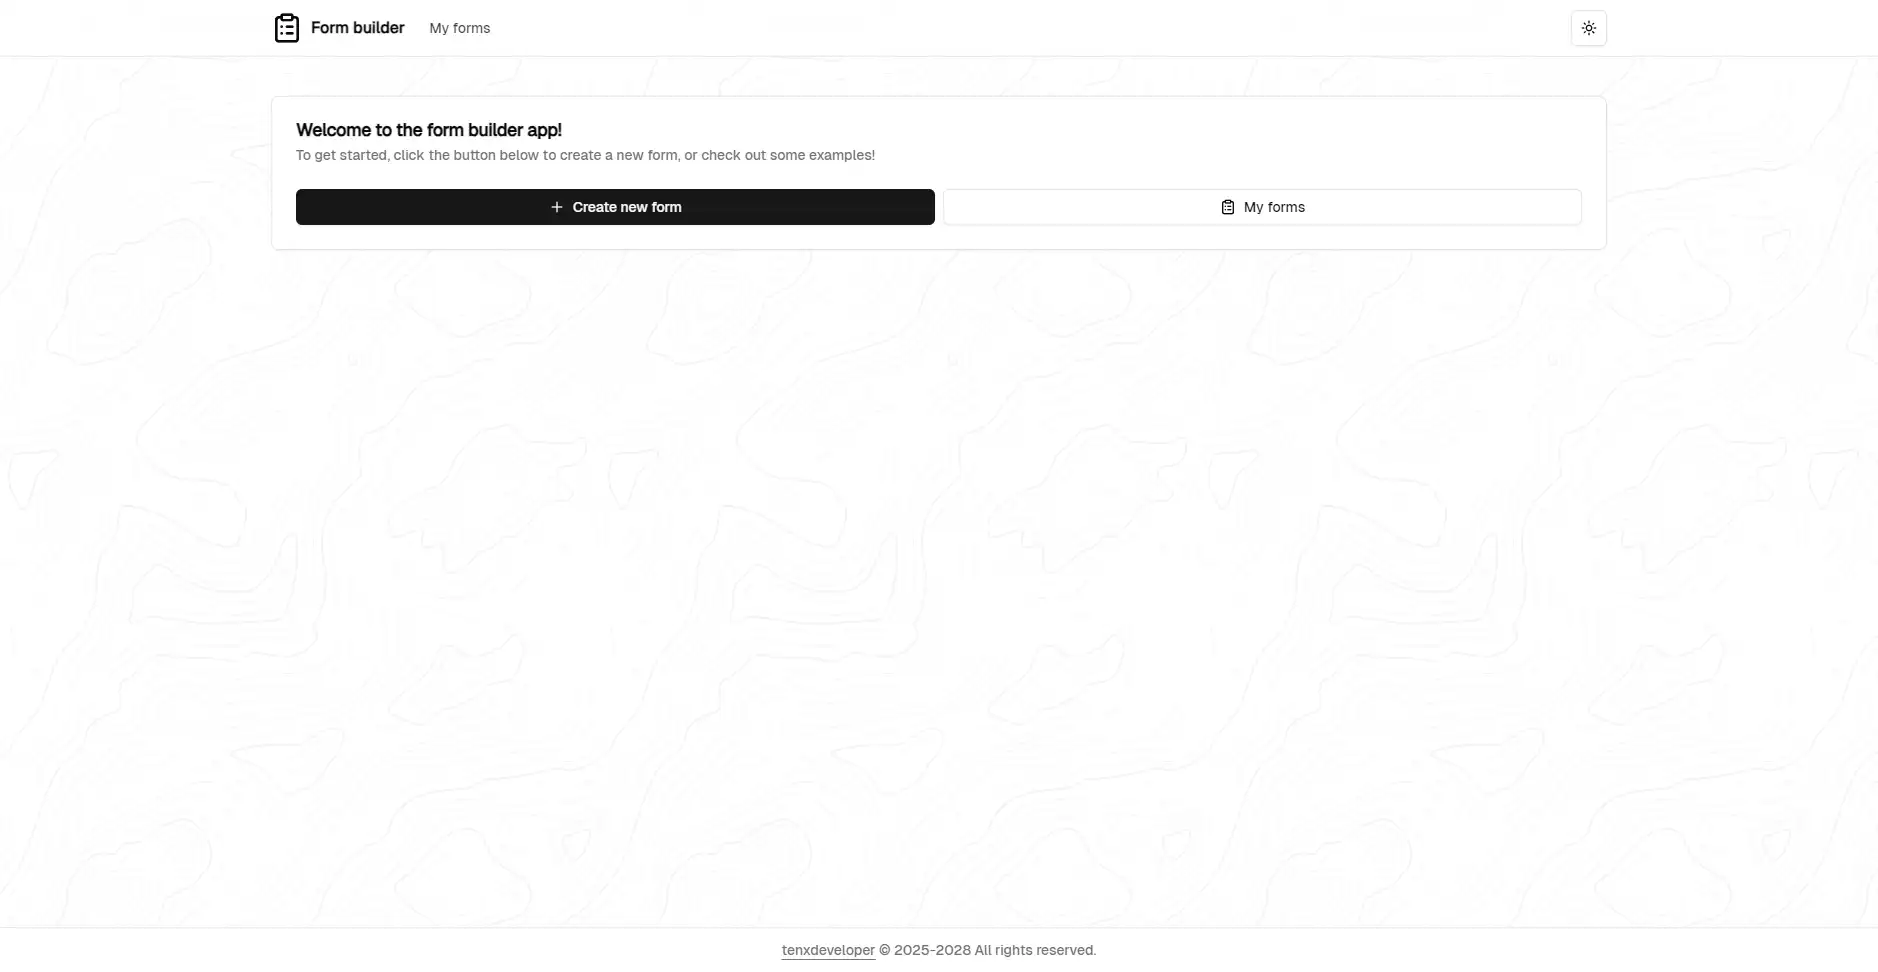 Form builder
My forms
Welcome to the form builder app!
To get started, click the button below to create a new form, or check out some examples!
Create new form
My forms
tenxdeveloper © 2025-2028 All rights reserved.